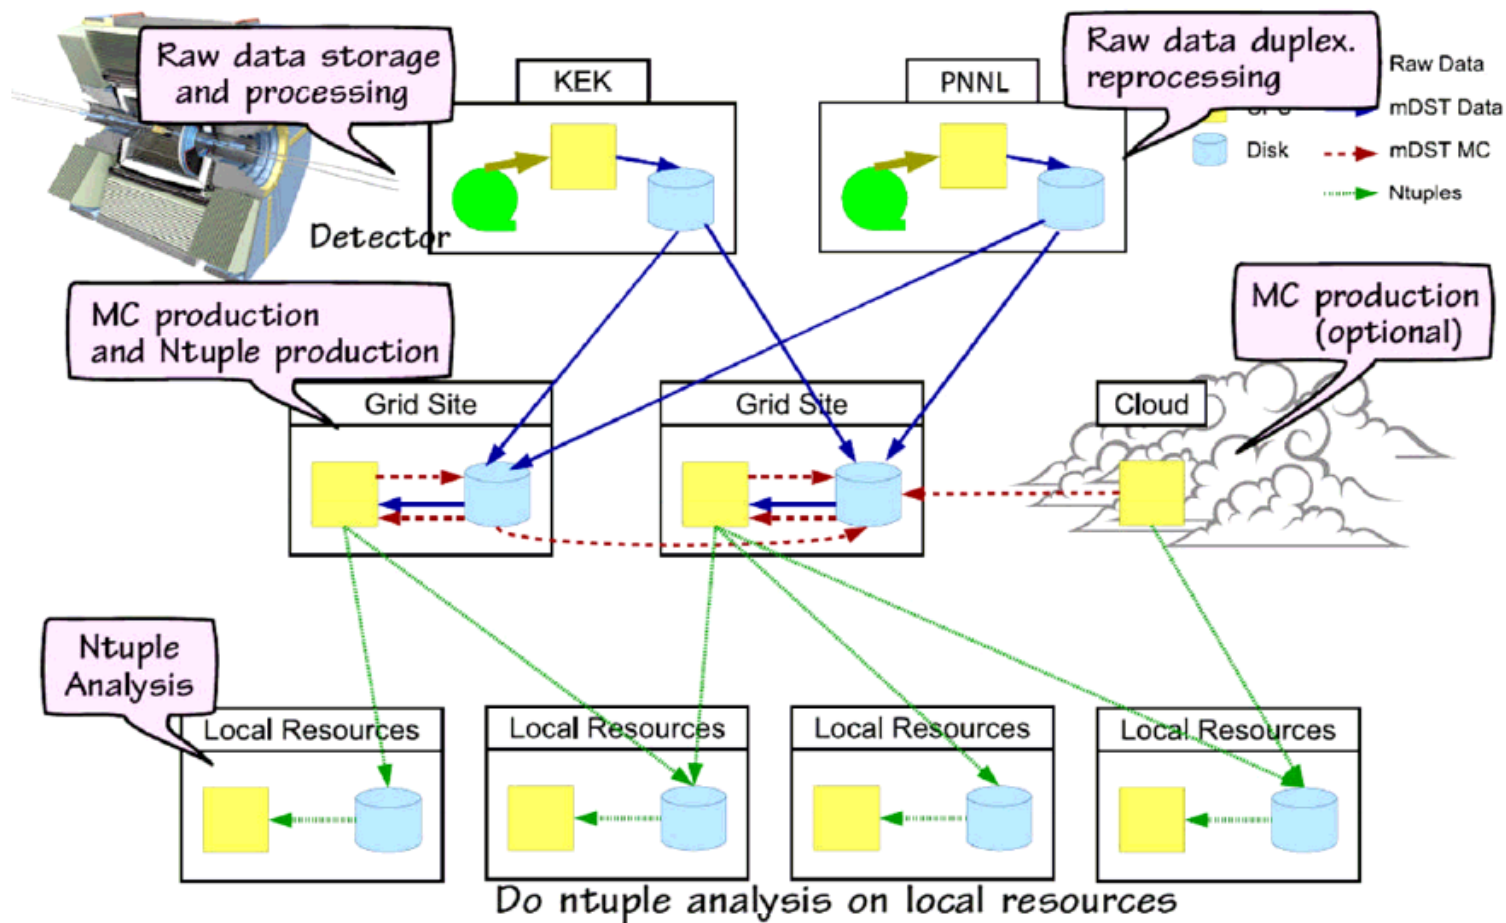 Raw data storage
and processing
KEK
PNNL
Raw data duplex.
reprocessing
Raw Data
mDST Data
Disk
mDST MC
Ntuples
Detector
MC production
and Ntuple production
MC production
(optional)
Grid Site
Grid Site
Cloud
Ntuple
Analysis
Local Resources
Local Resources
Local Resources
Local Resources
Do ntuple analysis on local resources